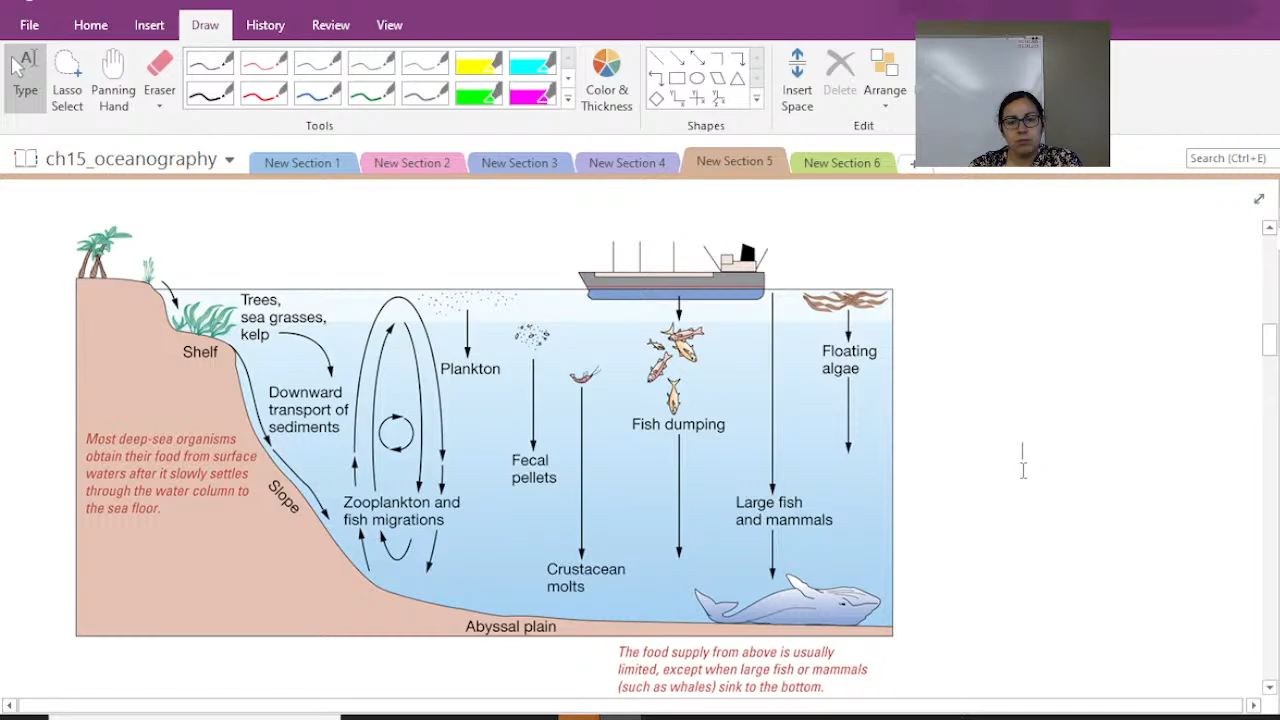 File Home Insert Draw History Review View
Type
Lasso Select
Panning Hand
Eraser
Color & Thickness
Insert Space
Delete
Arrange
Tools Shapes Edit
ch15_oceanography New Section 1 New Section 2 New Section 3 New Section 4 New Section 5 New Section 6 Search (Ctrl+E)
Trees,
sea grasses,
kelp
Shelf
Downward
transport of
sediments
Most deep-sea organisms
obtain their food from surface
waters after it slowly settles
through the water column to
the sea floor.
Slope
Zooplankton and
fish migrations
Plankton
Fecal
pellets
Crustacean
molts
Fish dumping
Large fish
and mammals
Floating
algae
Abyssal plain
The food supply from above is usually
limited, except when large fish or mammals
(such as whales) sink to the bottom.